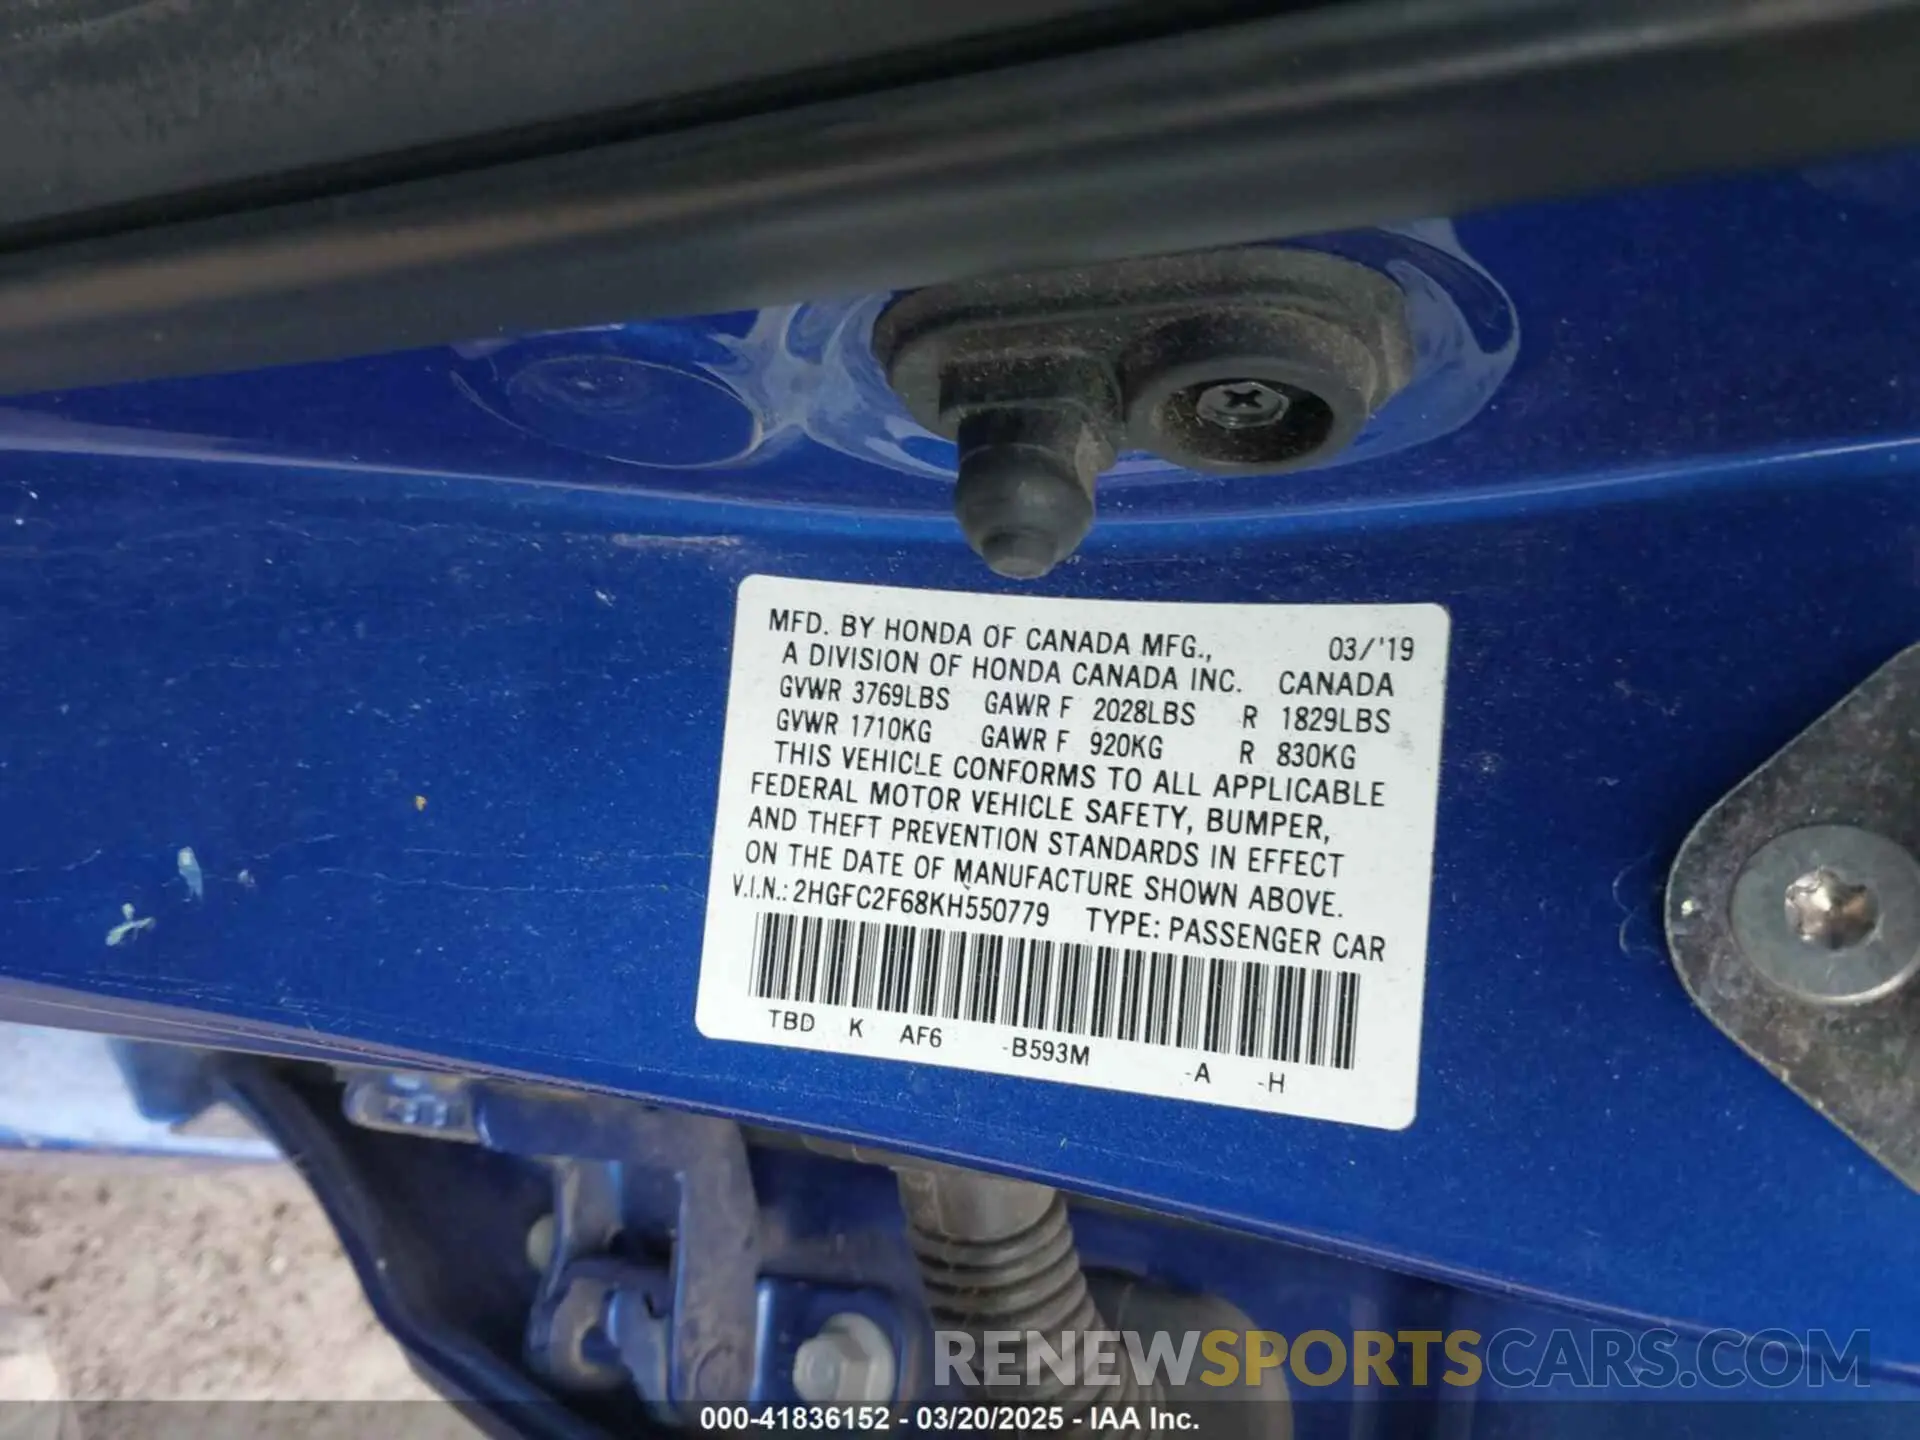 MFD. BY HONDA OF CANADA MFG., 03/'19
A DIVISION OF HONDA CANADA INC. CANADA
GVWR 3769LBS GAWR F 2028LBS R 1829LBS
GVWR 1710KG GAWR F 920KG R 830KG
THIS VEHICLE CONFORMS TO ALL APPLICABLE
FEDERAL MOTOR VEHICLE SAFETY, BUMPER,
AND THEFT PREVENTION STANDARDS IN EFFECT
ON THE DATE OF MANUFACTURE SHOWN ABOVE.
V.I.N.: 2HGFC2F68KH550779 TYPE: PASSENGER CAR
TBD K AF6 -B593M -A -H
RENEWSPORTSCARS.COM
000-41836152 - 03/20/2025 - IAA Inc.